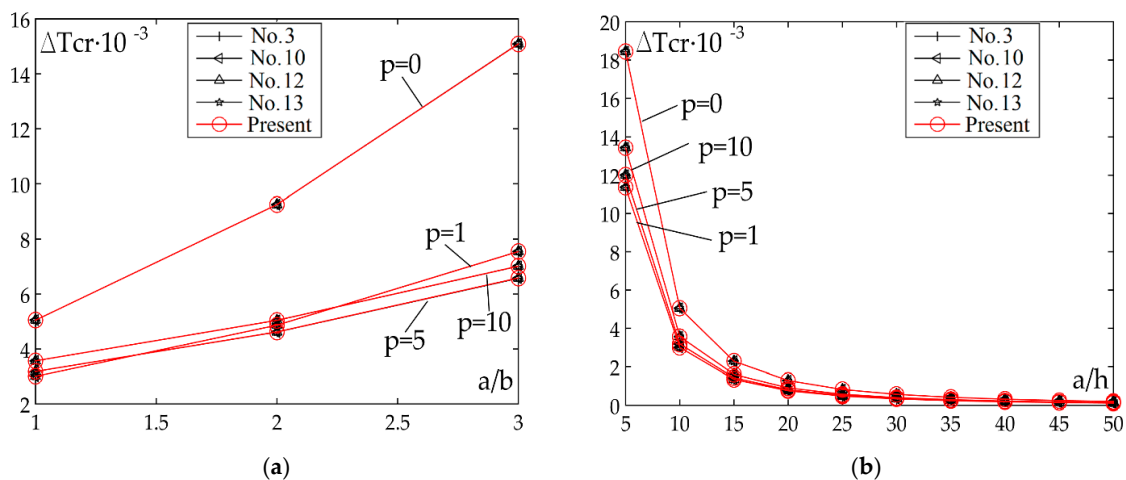 ΔTcr·10 -3
No.3
No.10
No.12
No.13
Present
p=0
p=1
p=10
p=5
a/b
16
14
12
10
8
6
4
2
1
1.5
2
2.5
3
(a)
ΔTcr·10 -3
No.3
No.10
No.12
No.13
Present
p=0
p=10
p=5
p=1
a/h
20
18
16
14
12
10
8
6
4
2
0
5
10
15
20
25
30
35
40
45
50
(b)